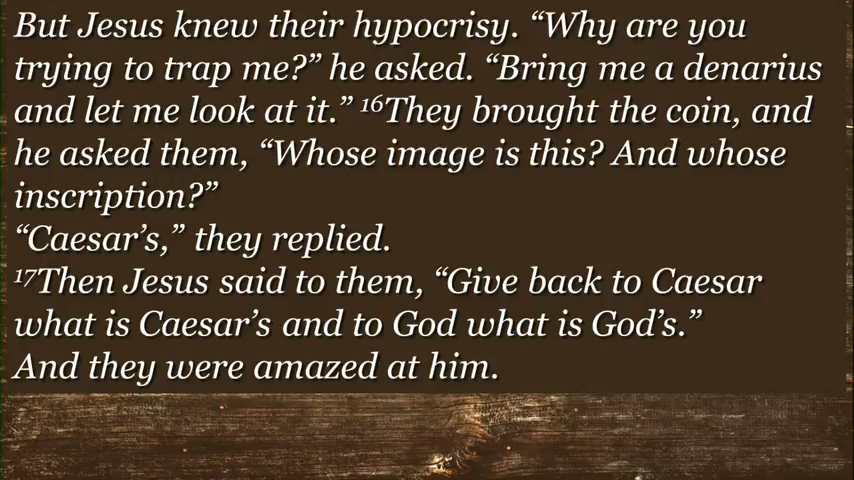 But Jesus knew their hypocrisy. “Why are you
trying to trap me?” he asked. “Bring me a denarius
and let me look at it.” ¹⁶They brought the coin, and
he asked them, “Whose image is this? And whose
inscription?”
“Caesar’s,” they replied.
¹⁷Then Jesus said to them, “Give back to Caesar
what is Caesar’s and to God what is God’s.”
And they were amazed at him.